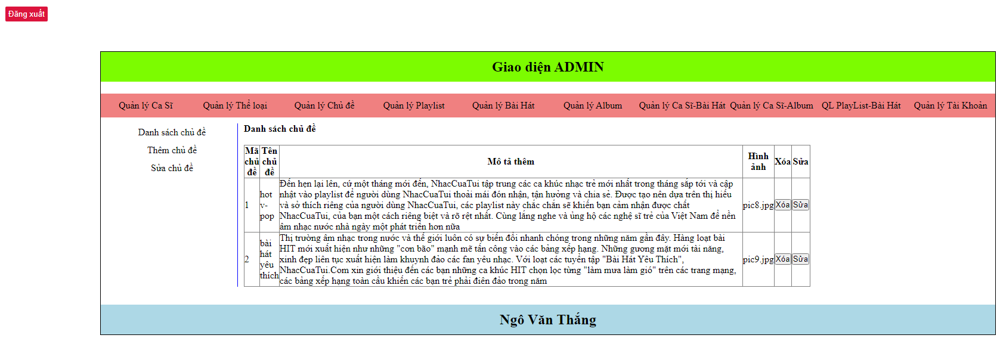 Đăng xuất
Giao diện ADMIN
Quản lý Ca Sĩ Quản lý Thể loại Quản lý Chủ đề Quản lý Playlist Quản lý Bài Hát Quản lý Album Quản lý Ca Sĩ-Bài Hát Quản lý Ca Sĩ-Album QL PlayList-Bài Hát Quản lý Tài Khoản
Danh sách chủ đề
Thêm chủ đề
Sửa chủ đề
Danh sách chủ đề
Mã chủ đề Tên chủ đề Mô tả thêm Hình ảnh Xóa Sửa
1
hot
v-
pop
Đến hẹn lại lên, cứ một tháng mới đến, NhacCuaTui tập trung các ca khúc nhạc trẻ mới nhất trong tháng sắp tới và cập
nhật vào playlist để người dùng NhacCuaTui thoải mái đón nhận, tận hưởng và chia sẻ. Được tạo nên dựa trên thị hiếu
và sở thích riêng của người dùng NhacCuaTui, các playlist này chắc chắn sẽ khiến bạn cảm nhận được chất
NhacCuaTui, của bạn một cách riêng biệt và rõ rệt nhất. Cùng lắng nghe và ủng hộ các nghệ sĩ trẻ của Việt Nam để nền
âm nhạc nước nhà ngày một phát triển hơn nữa
pic8.jpg Xóa Sửa
2
bài
hát
yêu
thích
Thị trường âm nhạc trong nước và thế giới luôn có sự biến đổi nhanh chóng trong những năm gần đây. Hàng loạt bài
HIT mới xuất hiện như những "cơn bão" mạnh mẽ tấn công vào các bảng xếp hạng. Những gương mặt mới tài năng,
xinh đẹp liên tục xuất hiện làm khuynh đảo các fan yêu nhạc. Với loạt các tuyển tập "Bài Hát Yêu Thích",
NhacCuaTui.Com xin giới thiệu đến các bạn những ca khúc HIT chọn lọc từng "làm mưa làm gió" trên các trang mạng,
các bảng xếp hạng toàn cầu khiến các bạn trẻ phải điên đảo trong năm
pic9.jpg Xóa Sửa
Ngô Văn Thắng